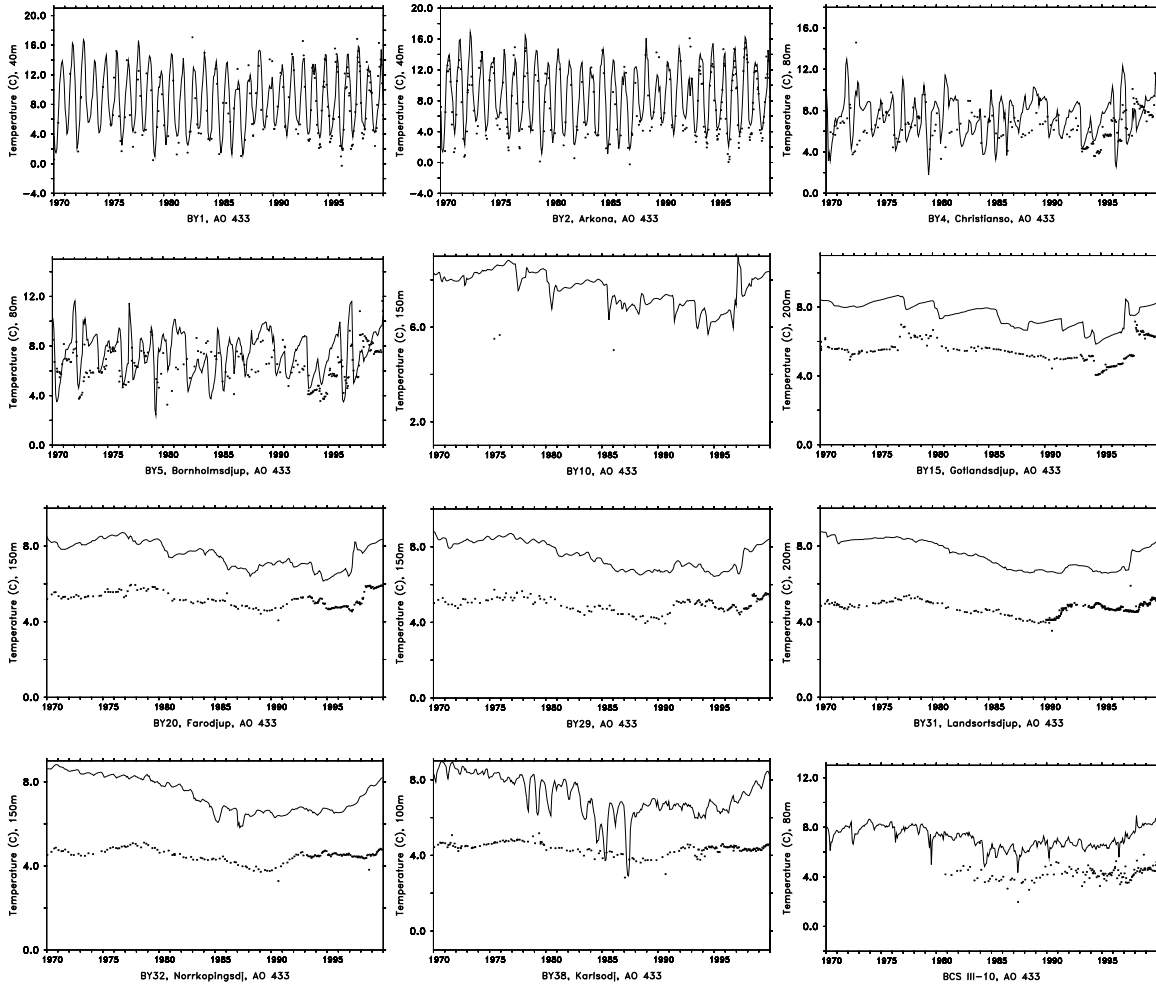 Temperature (C), 40m
20.0
16.0
12.0
8.0
4.0
0.0
−4.0
1970 1975 1980 1985 1990 1995
BY1, AO 433
Temperature (C), 40m
20.0
16.0
12.0
8.0
4.0
0.0
−4.0
1970 1975 1980 1985 1990 1995
BY2, Arkona, AO 433
Temperature (C), 80m
16.0
12.0
8.0
4.0
0.0
1970 1975 1980 1985 1990 1995
BY4, Christianso, AO 433
Temperature (C), 80m
12.0
8.0
4.0
0.0
1970 1975 1980 1985 1990 1995
BY5, Bornholmsdjup, AO 433
Temperature (C), 150m
6.0
2.0
1970 1975 1980 1985 1990 1995
BY10, AO 433
Temperature (C), 200m
8.0
4.0
0.0
1970 1975 1980 1985 1990 1995
BY15, Gotlandsdjup, AO 433
Temperature (C), 150m
8.0
4.0
0.0
1970 1975 1980 1985 1990 1995
BY20, Farodjup, AO 433
Temperature (C), 150m
8.0
4.0
0.0
1970 1975 1980 1985 1990 1995
BY29, AO 433
Temperature (C), 200m
8.0
4.0
0.0
1970 1975 1980 1985 1990 1995
BY31, Landsortsdjup, AO 433
Temperature (C), 150m
8.0
4.0
0.0
1970 1975 1980 1985 1990 1995
BY32, Norrkopingsdj, AO 433
Temperature (C), 100m
8.0
4.0
0.0
1970 1975 1980 1985 1990 1995
BY38, Karlsodj, AO 433
Temperature (C), 80m
12.0
8.0
4.0
0.0
1970 1975 1980 1985 1990 1995
BCS III−10, AO 433